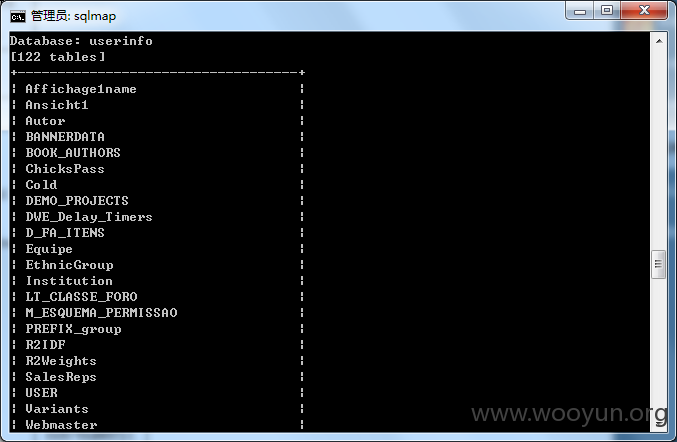 管理员: sqlmap
Database: userinfo
[122 tables]
+-----------------------------------+
¦ Affichage1name ¦
¦ Ansicht1 ¦
¦ Autor ¦
¦ BANNERDATA ¦
¦ BOOK_AUTHORS ¦
¦ ChicksPass ¦
¦ Cold ¦
¦ DEMO_PROJECTS ¦
¦ DWE_Delay_Timers ¦
¦ D_FA_ITENS ¦
¦ Equipe ¦
¦ EthnicGroup ¦
¦ Institution ¦
¦ LT_CLASSE_FORO ¦
¦ M_ESQUEMA_PERMISSAO ¦
¦ PREFIX_group ¦
¦ R2IDF ¦
¦ R2Weights ¦
¦ SalesReps ¦
¦ USER ¦
¦ Variants ¦
¦ Webmaster ¦
www.wooyun.org